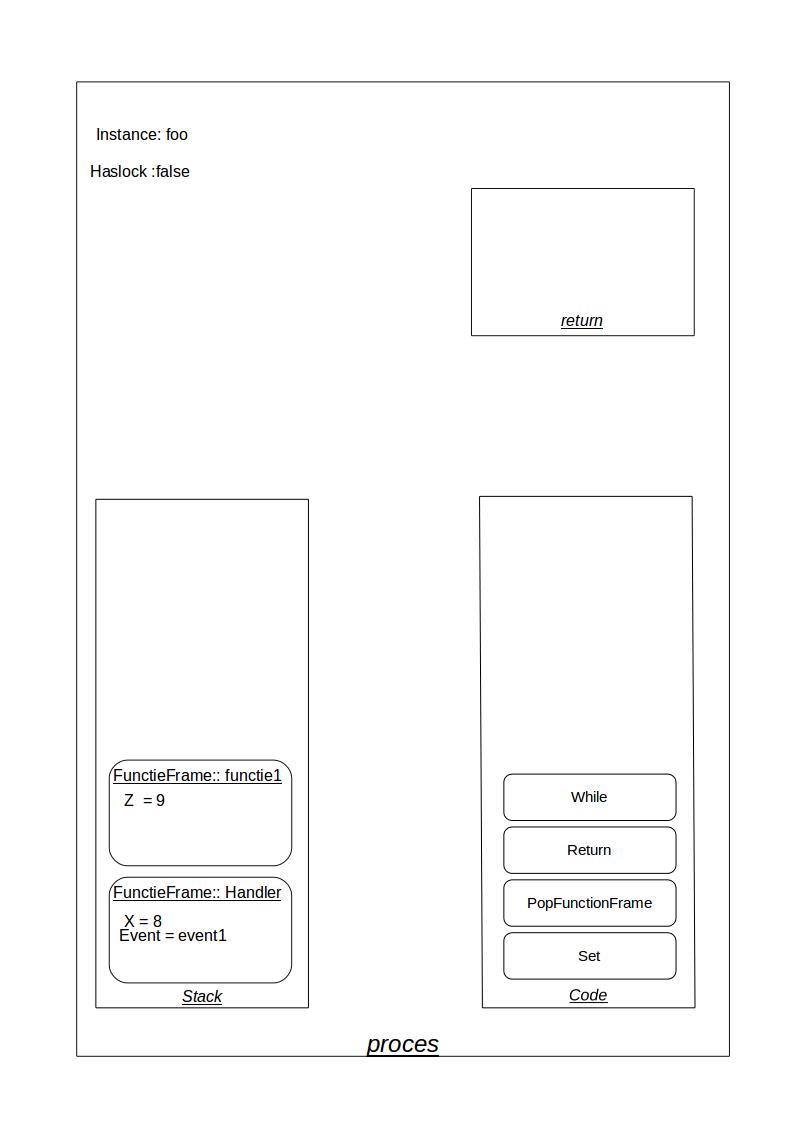 Instance: foo
Haslock :false
return
FunctieFrame:: functie1
Z = 9
FunctieFrame:: Handler
X = 8
Event = event1
Stack
While
Return
PopFunctionFrame
Set
Code
proces